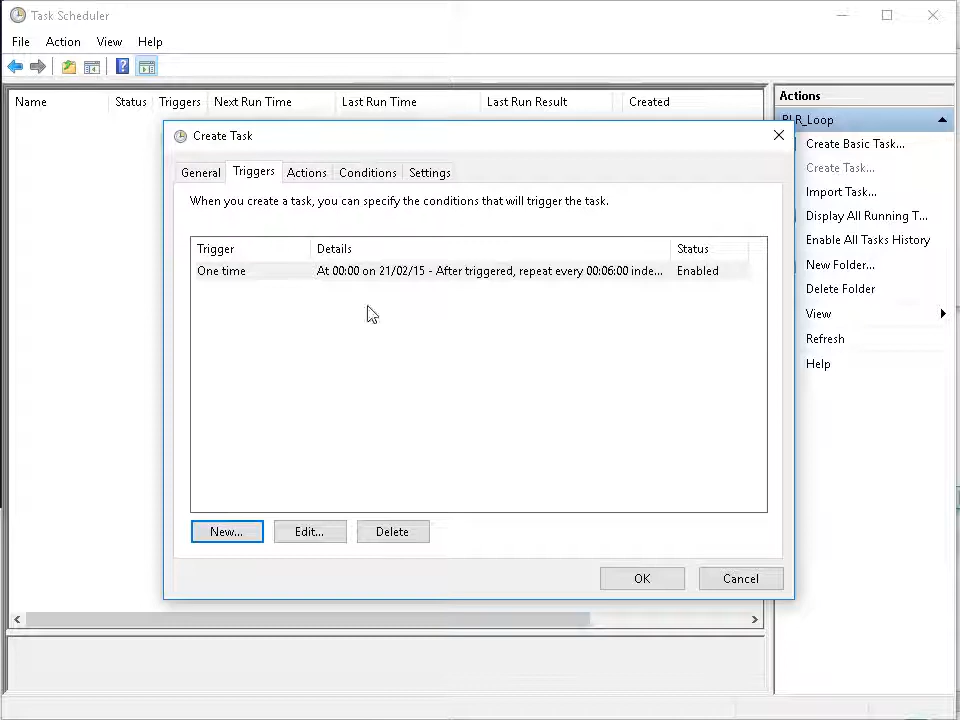 Task Scheduler
File Action View Help
Name Status Triggers Next Run Time Last Run Time Last Run Result Created
Actions
Create Basic Task...
Create Task...
Import Task...
Display All Running T...
Enable All Tasks History
New Folder...
Delete Folder
View
Refresh
Help
Create Task
General Triggers Actions Conditions Settings
When you create a task, you can specify the conditions that will trigger the task.
Trigger Details Status
One time At 00:00 on 21/02/15 - After triggered, repeat every 00:06:00 inde... Enabled
New... Edit... Delete
OK Cancel